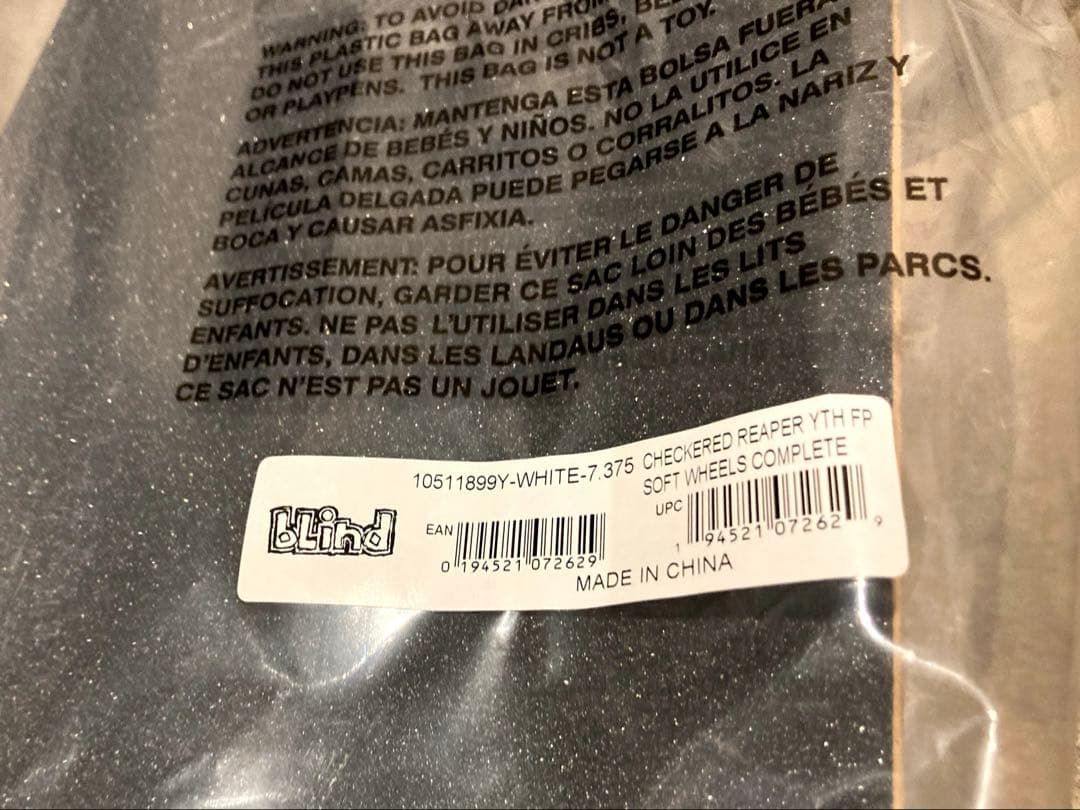 WARNING: TO AVOID
THIS PLASTIC BAG AWAY FROM
DO NOT USE THIS BAG IN CRIBS,
OR PLAYPENS. THIS BAG IS NOT A TOY.
ADVERTENCIA: MANTENGA ESTA BOLSA FUERA
ALCANCE DE BEBÉS Y NIÑOS. NO LA UTILICE EN
CUNAS, CAMAS, CARRITOS O CORRALITOS. LA
PELÍCULA DELGADA PUEDE PEGARSE A LA NARIZ Y
BOCA Y CAUSAR ASFIXIA.
AVERTISSEMENT: POUR ÉVITER LE DANGER DE
SUFFOCATION, GARDER CE SAC LOIN DES BÉBÉS ET
ENFANTS. NE PAS L'UTILISER DANS LES LITS
D'ENFANTS, DANS LES LANDAUS OU DANS LES PARCS.
CE SAC N'EST PAS UN JOUET.
10511899Y-WHITE-7.375 CHECKERED REAPER YTH FP
SOFT WHEELS COMPLETE
blind
EAN
0 194521 072629
UPC
1 94521 07262 9
MADE IN CHINA